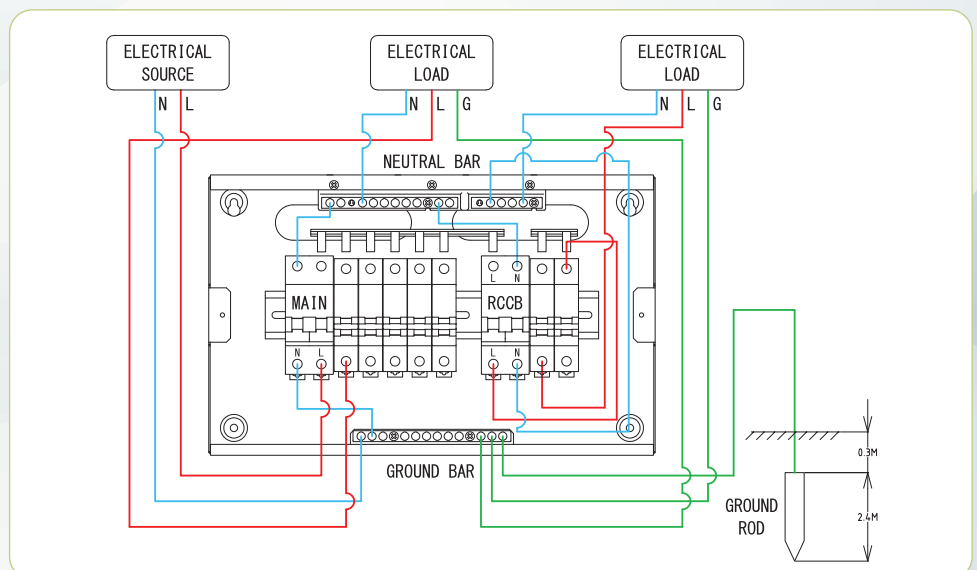 ELECTRICAL
SOURCE
ELECTRICAL
LOAD
ELECTRICAL
LOAD
N L
N L G
N L G
NEUTRAL BAR
L N
MAIN
RCCB
N L
L N
GROUND BAR
0.3M
GROUND
ROD
2.4M